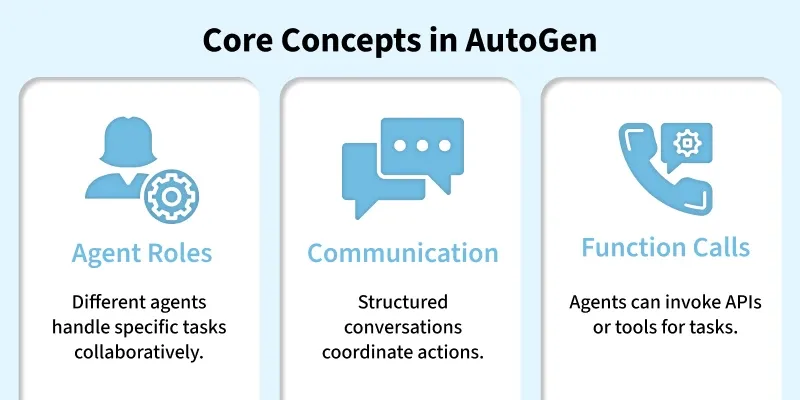 Core Concepts in AutoGen
Agent Roles
Different agents
handle specific tasks
collaboratively.
Communication
Structured
conversations
coordinate actions.
Function Calls
Agents can invoke APIs
or tools for tasks.